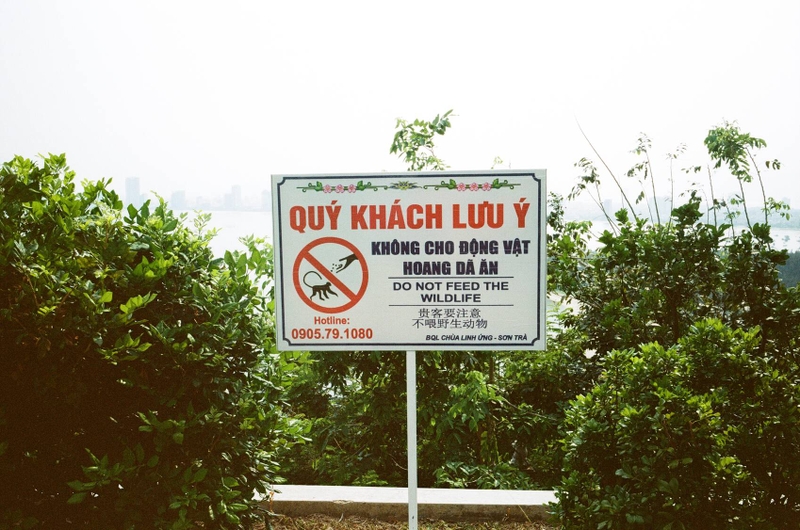 QUÝ KHÁCH LƯU Ý
KHÔNG CHO ĐỘNG VẬT
HOANG DÃ ĂN
DO NOT FEED THE
WILDLIFE
贵客要注意
不喂野生动物
Hotline:
0905.79.1080
BQL CHÙA LINH ỨNG - SƠN TRÀ